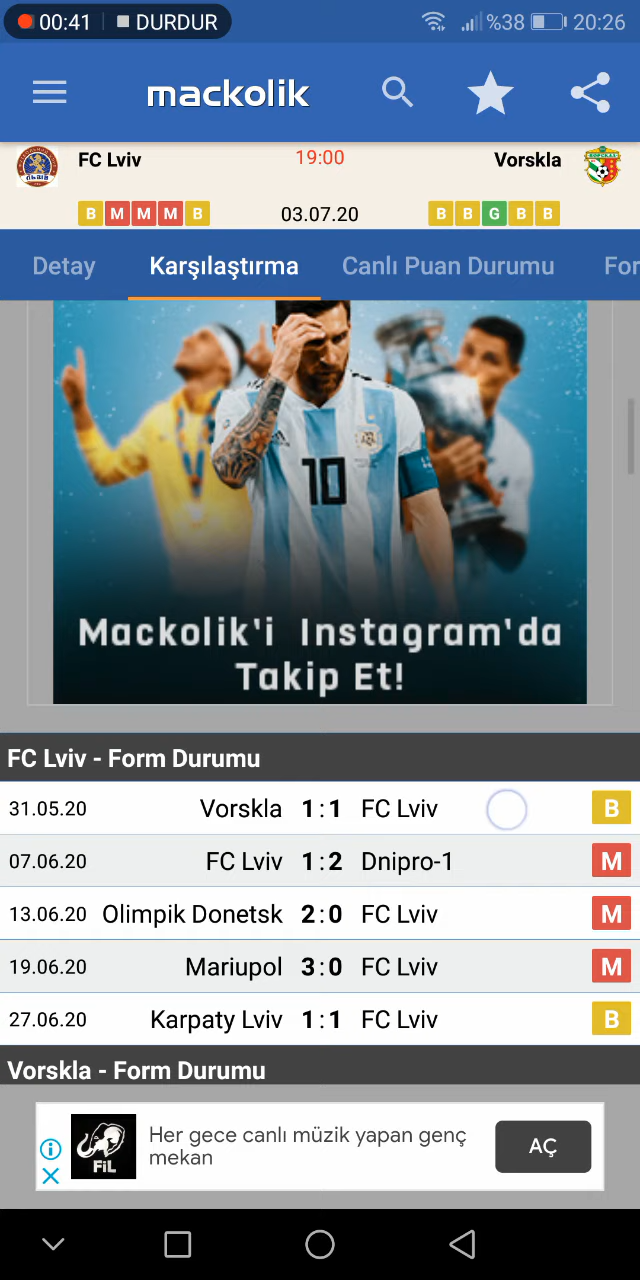 00:41 DURDUR %38 20:26
mackolik
FC Lviv 19:00 Vorskla
B M M M B 03.07.20 B B G B B
Detay Karşılaştırma Canlı Puan Durumu For
10
Mackolik'i Instagram'da
Takip Et!
FC Lviv - Form Durumu
31.05.20 Vorskla 1:1 FC Lviv B
07.06.20 FC Lviv 1:2 Dnipro-1 M
13.06.20 Olimpik Donetsk 2:0 FC Lviv M
19.06.20 Mariupol 3:0 FC Lviv M
27.06.20 Karpaty Lviv 1:1 FC Lviv B
Vorskla - Form Durumu
FiL
Her gece canlı müzik yapan genç
mekan
AÇ